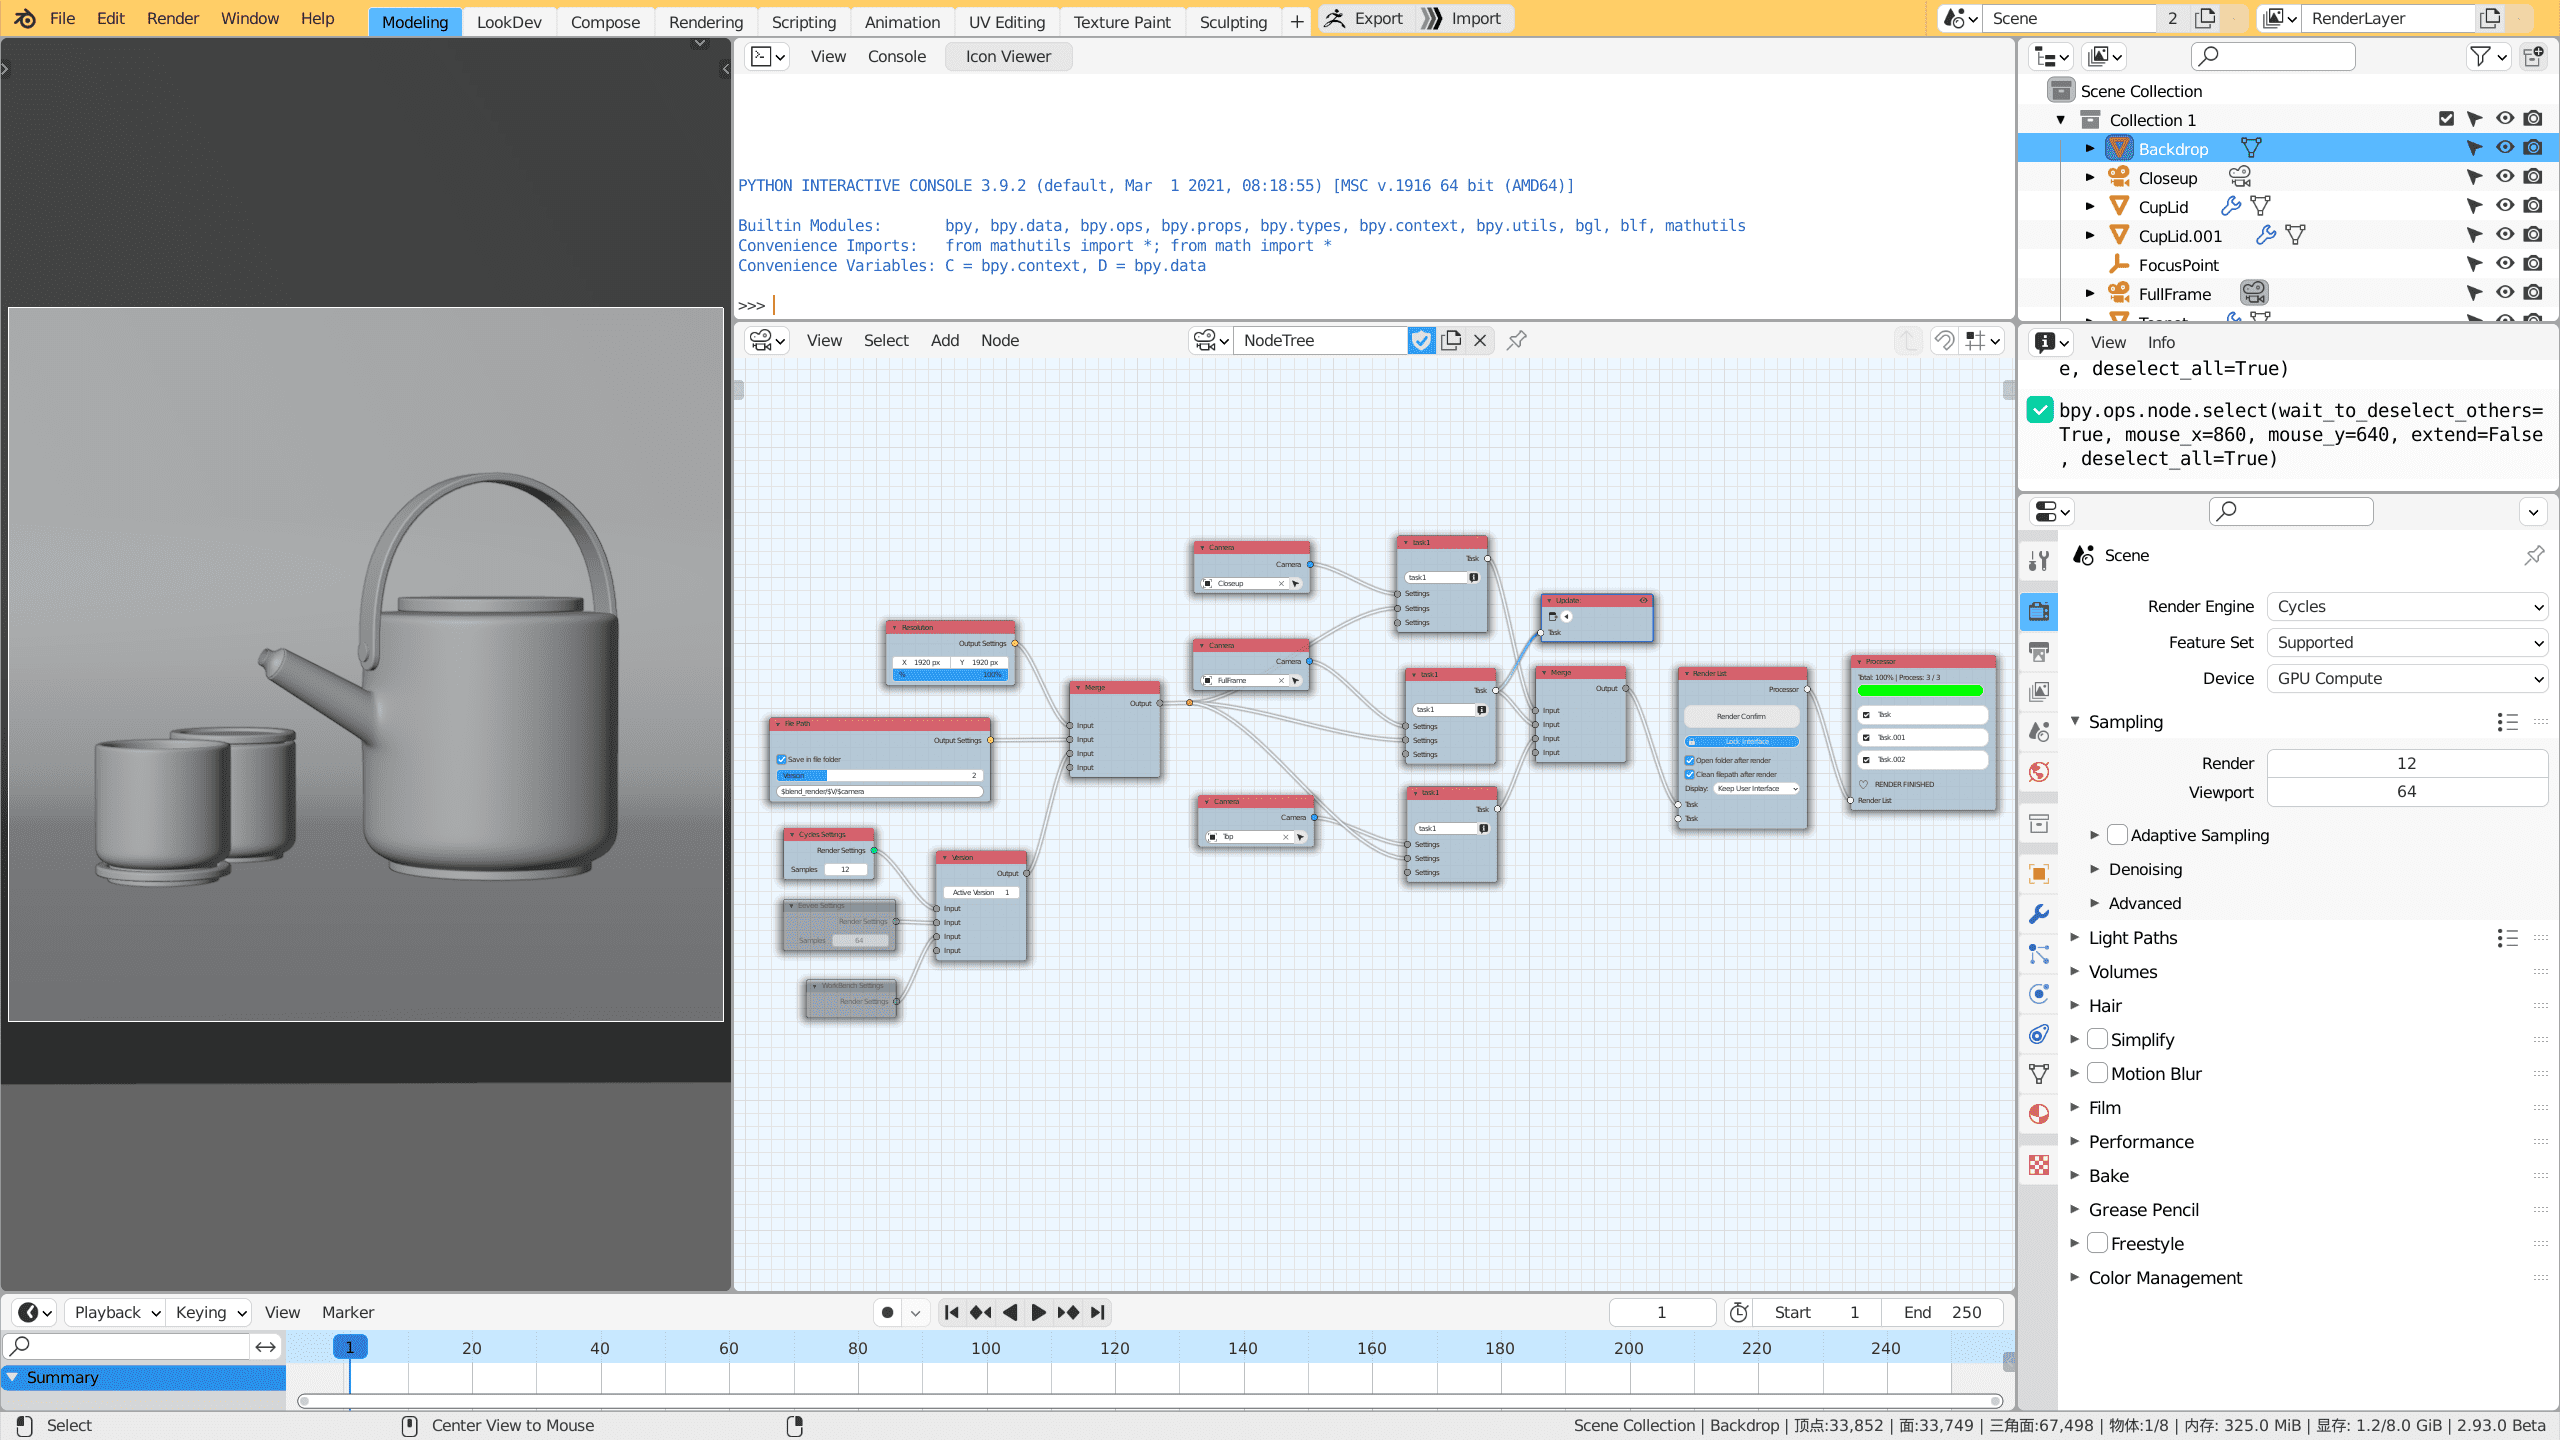 File Edit Render Window Help Modeling LookDev Compose Rendering Scripting Animation UV Editing Texture Paint Sculpting + Export Import Scene 2 RenderLayer
View Console Icon Viewer
PYTHON INTERACTIVE CONSOLE 3.9.2 (default, Mar  1 2021, 08:18:55) [MSC v.1916 64 bit (AMD64)]
Builtin Modules:       bpy, bpy.data, bpy.ops, bpy.props, bpy.types, bpy.context, bpy.utils, bgl, blf, mathutils
Convenience Imports:   from mathutils import *; from math import *
Convenience Variables: C = bpy.context, D = bpy.data
>>>
View Select Add Node NodeTree
Camera
Camera
Closeup
Camera
Camera
FullFrame
Camera
Camera
Top
Resolution
Output Settings
X 1920 px Y 1920 px
% 100%
File Path
Output Settings
Save in file folder
Version 2
$blend_render/$V/$camera
Cycles Settings
Render Settings
Samples 12
Eevee Settings
Render Settings
Samples 64
WorkBench Settings
Render Settings
Version
Output
Active Version 1
Input
Input
Input
Input
Merge
Output
Input
Input
Input
Input
task1
Task
task1
Settings
Settings
Settings
task1
Task
task1
Settings
Settings
Settings
task1
Task
task1
Settings
Settings
Settings
Update
Task
Merge
Output
Input
Input
Input
Input
Render List
Processor
Render Confirm
Lock Interface
Open folder after render
Clean filepath after render
Display: Keep User Interface
Task
Task
Processor
Total: 100% | Process: 3 / 3
Task
Task.001
Task.002
RENDER FINISHED
Render List
Scene Collection
Collection 1
Backdrop
Closeup
CupLid
CupLid.001
FocusPoint
FullFrame
View Info
e, deselect_all=True)
bpy.ops.node.select(wait_to_deselect_others=
True, mouse_x=860, mouse_y=640, extend=False
, deselect_all=True)
Scene
Render Engine Cycles
Feature Set Supported
Device GPU Compute
Sampling
Render 12
Viewport 64
Adaptive Sampling
Denoising
Advanced
Light Paths
Volumes
Hair
Simplify
Motion Blur
Film
Performance
Bake
Grease Pencil
Freestyle
Color Management
Playback Keying View Marker 1 Start 1 End 250
1 20 40 60 80 100 120 140 160 180 200 220 240
Summary
Select Center View to Mouse Scene Collection | Backdrop | 顶点:33,852 | 面:33,749 | 三角面:67,498 | 物体:1/8 | 内存: 325.0 MiB | 显存: 1.2/8.0 GiB | 2.93.0 Beta